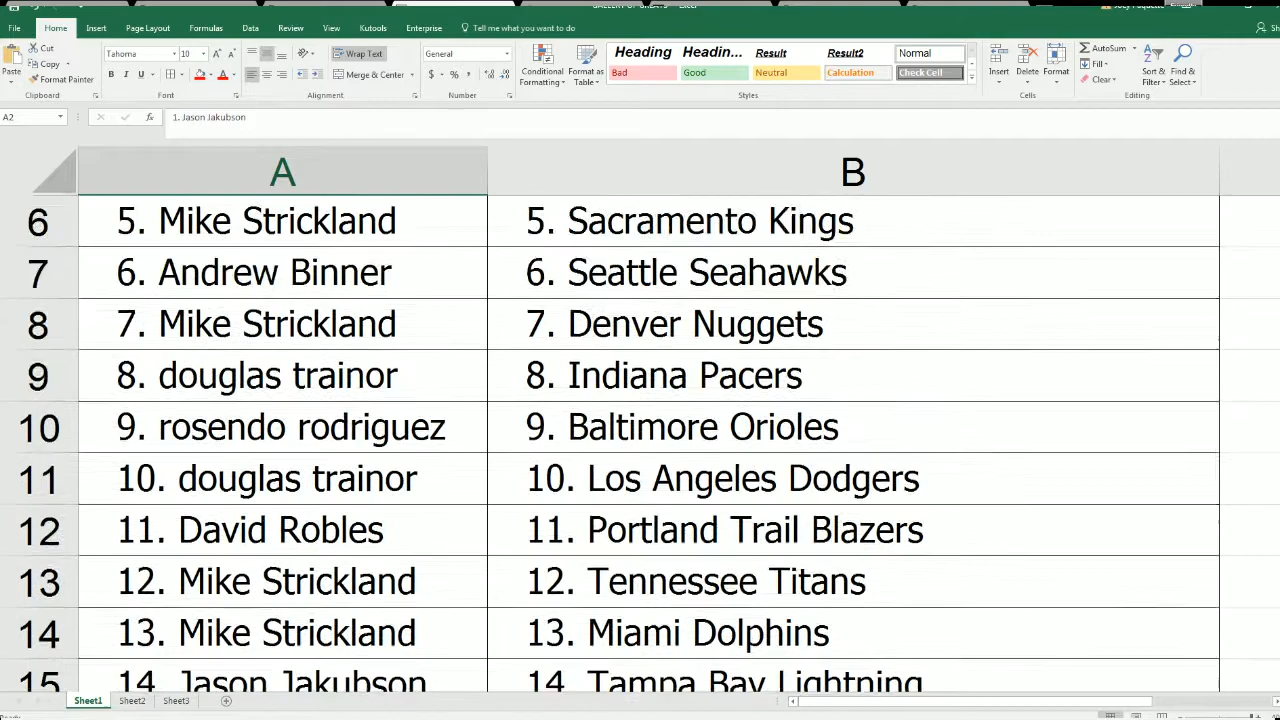 File Home Insert Page Layout Formulas Data Review View Kutools Enterprise Tell me what you want to do
Cut
Copy
Format Painter
Paste
Clipboard
Tahoma 10
B I U
Font
Wrap Text
Merge & Center
Alignment
General
$ % ,
Number
Conditional Formatting
Format as Table
Heading Headin... Result Result2 Normal
Bad Good Neutral Calculation Check Cell
Styles
Insert Delete Format
Cells
AutoSum
Fill
Clear
Sort & Filter
Find & Select
Editing
A2 fx 1. Jason Jakubson
A B
6 5. Mike Strickland 5. Sacramento Kings
7 6. Andrew Binner 6. Seattle Seahawks
8 7. Mike Strickland 7. Denver Nuggets
9 8. douglas trainor 8. Indiana Pacers
10 9. rosendo rodriguez 9. Baltimore Orioles
11 10. douglas trainor 10. Los Angeles Dodgers
12 11. David Robles 11. Portland Trail Blazers
13 12. Mike Strickland 12. Tennessee Titans
14 13. Mike Strickland 13. Miami Dolphins
15 14. Jason Jakubson 14. Tampa Bay Lightning
Sheet1 Sheet2 Sheet3